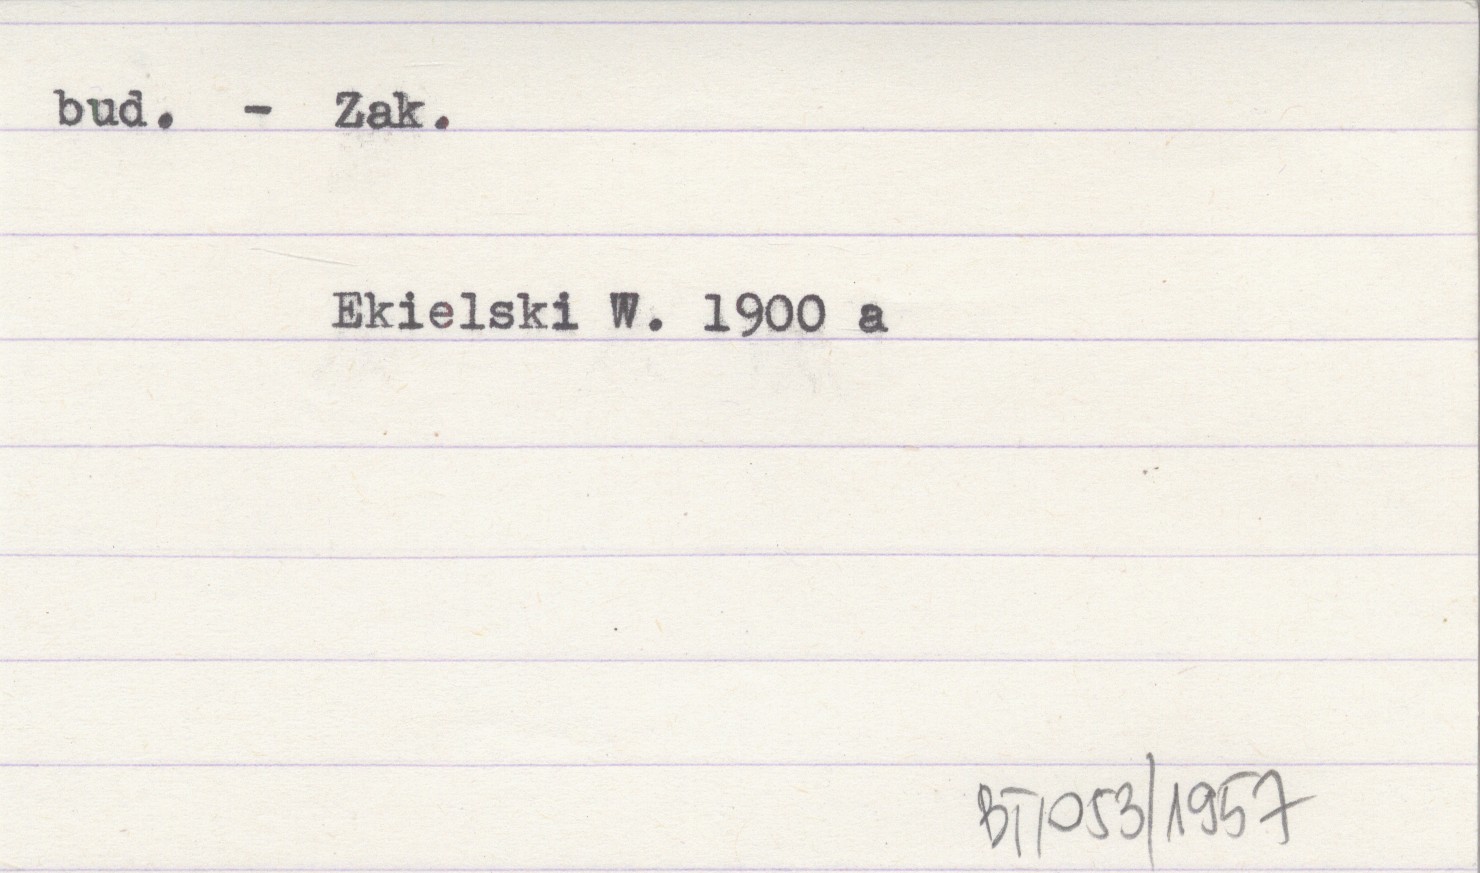 bud. - Zak.
Ekielski W. 1900 a
BT/053/1957